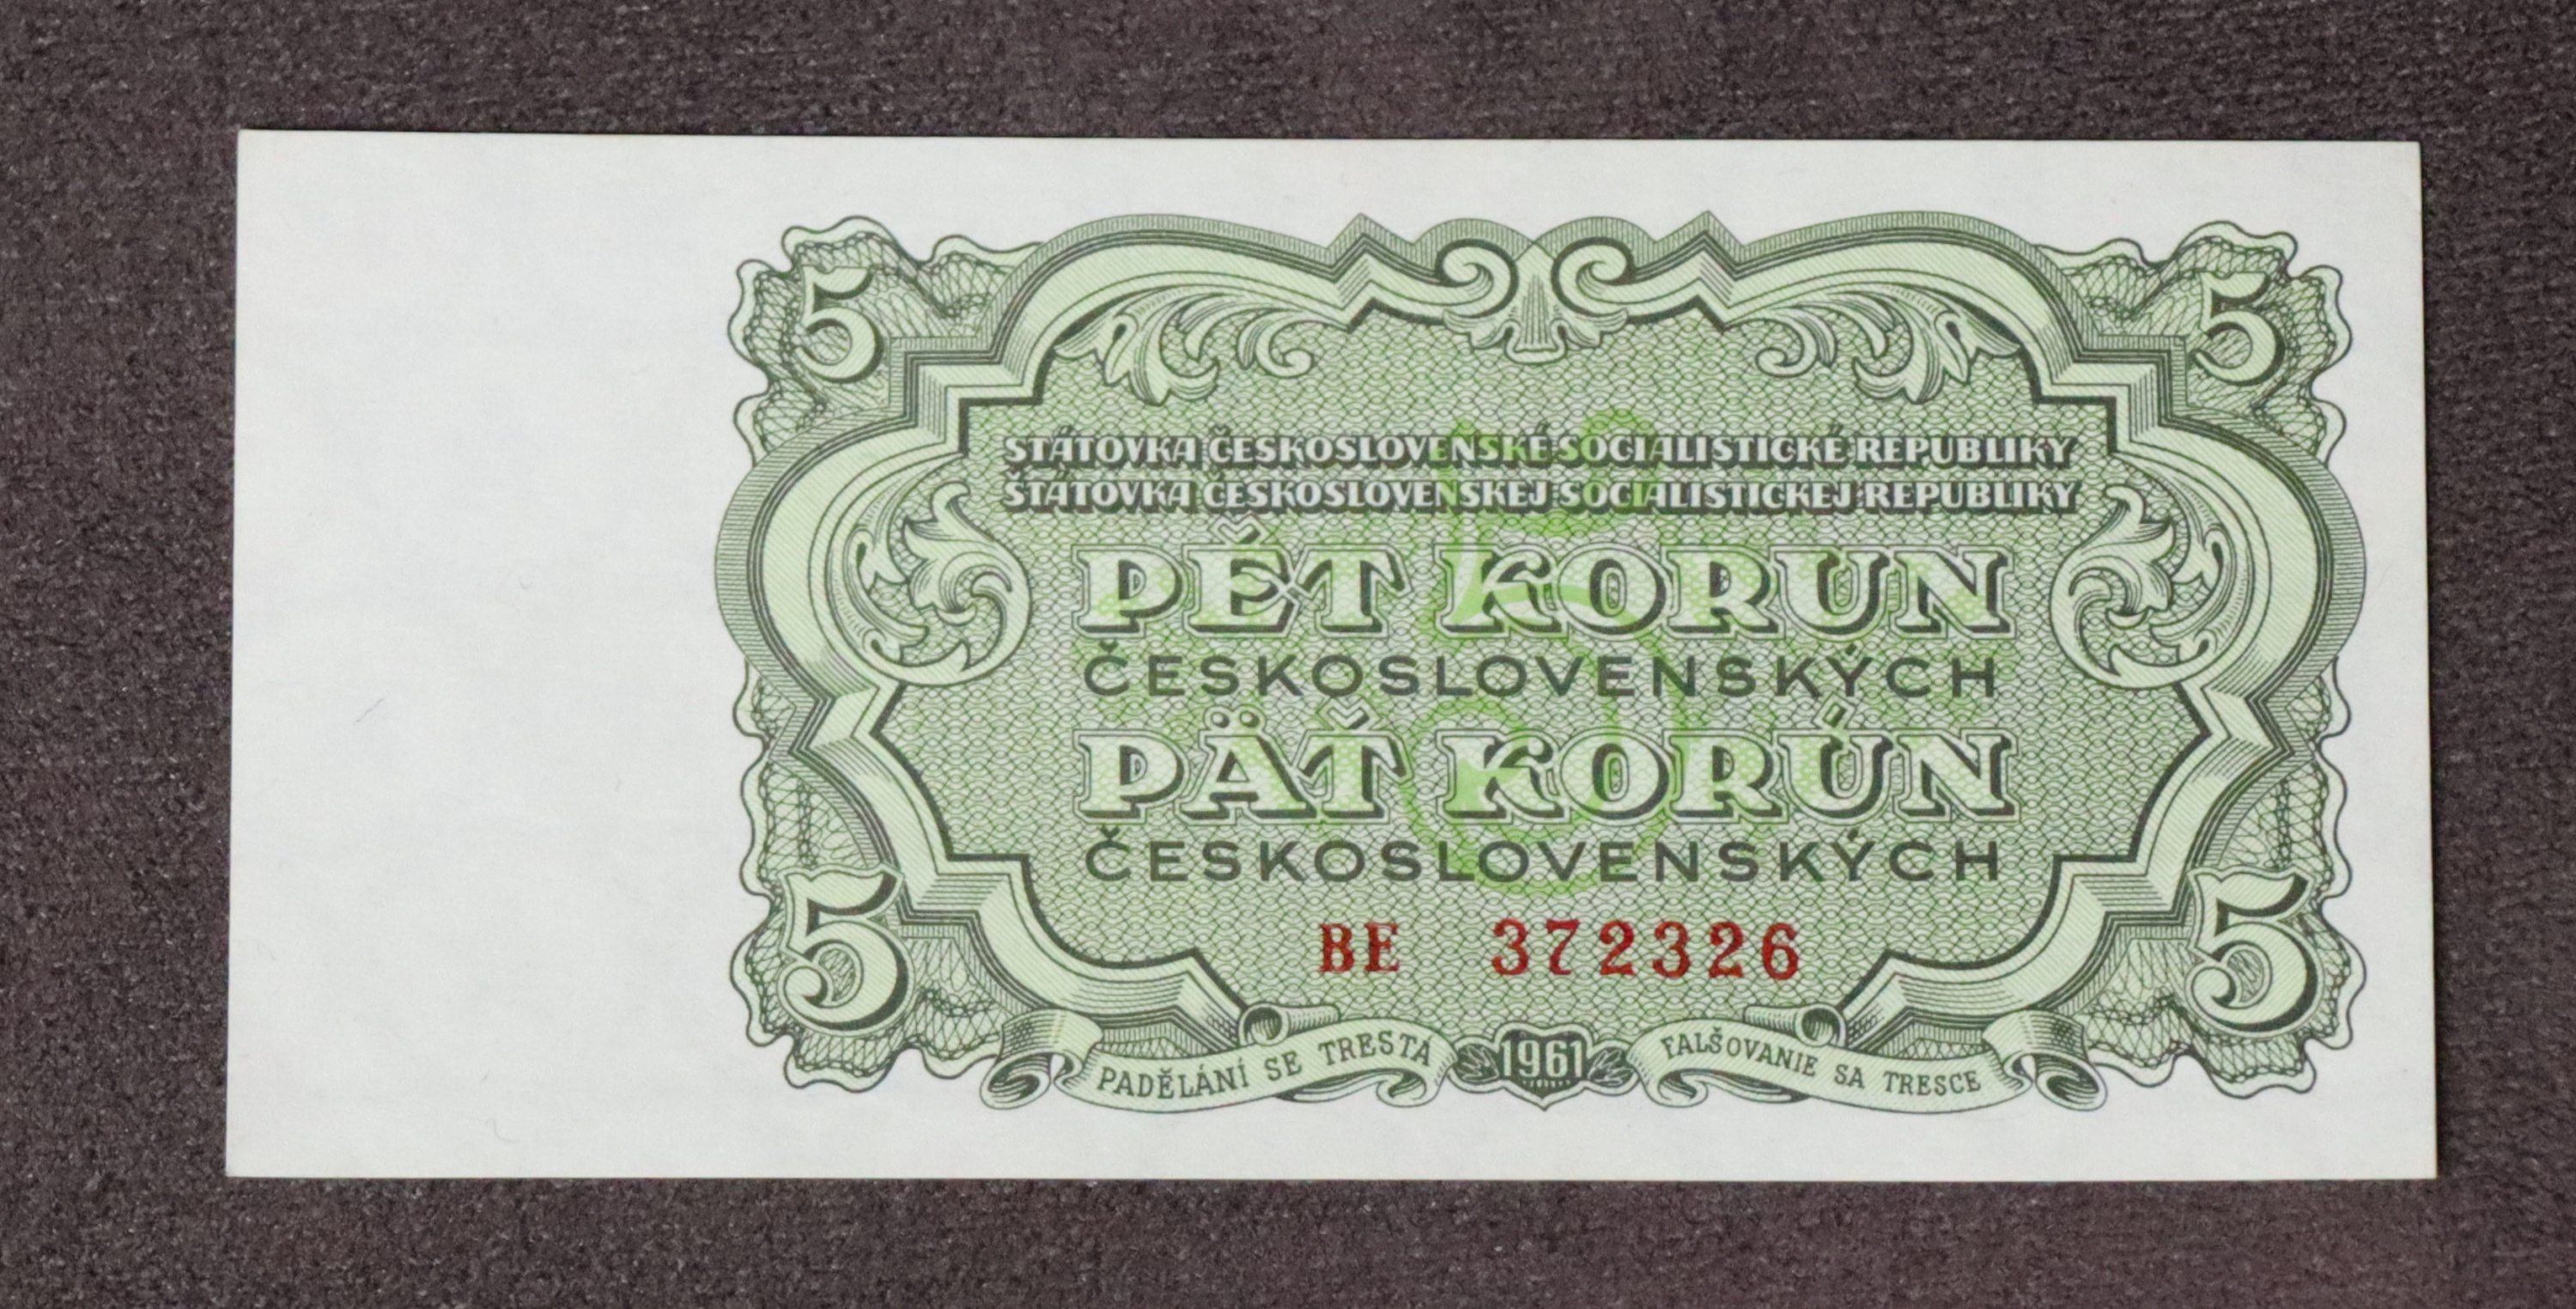 5 5
STÁTOVKA ČESKOSLOVENSKÉ SOCIALISTICKÉ REPUBLIKY
ŠTÁTOVKA ČESKOSLOVENSKEJ SOCIALISTICKEJ REPUBLIKY
PĚT KORUN
ČESKOSLOVENSKÝCH
PÄŤ KORÚN
ČESKOSLOVENSKÝCH
BE 372326
5 5
PADĚLÁNÍ SE TRESTÁ 1961 FALŠOVANIE SA TRESCE